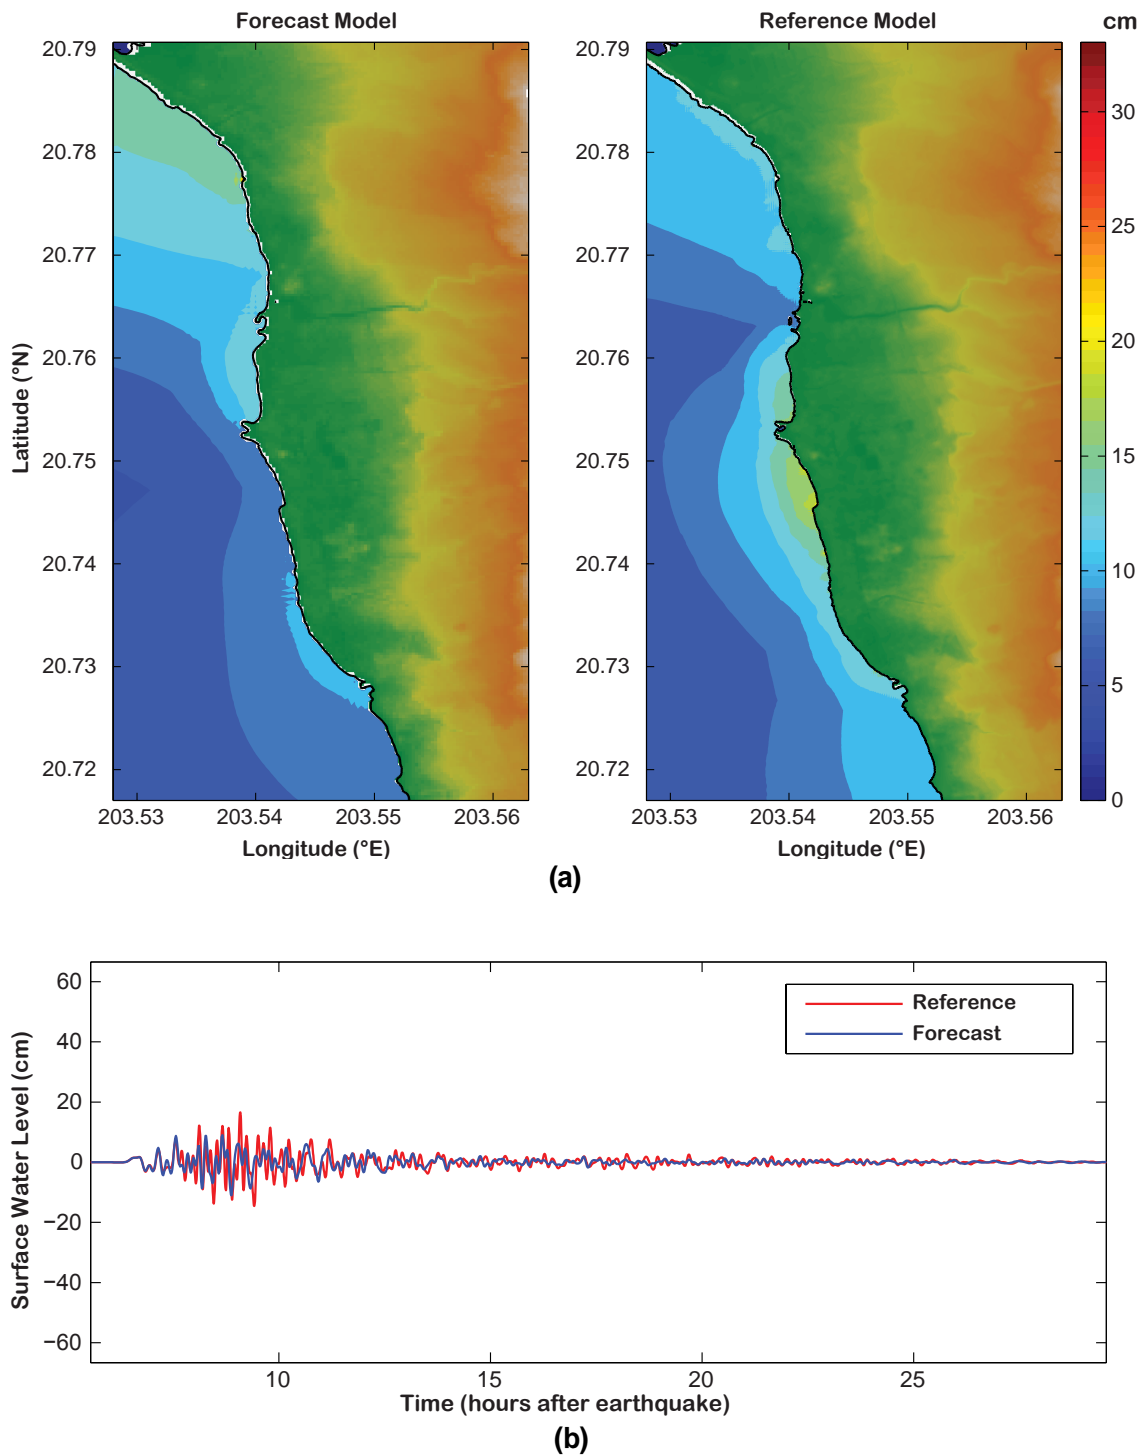 Forecast Model
Reference Model
cm
20.79
20.78
20.77
20.76
20.75
20.74
20.73
20.72
Latitude (°N)
203.53 203.54 203.55 203.56
Longitude (°E)
20.79
20.78
20.77
20.76
20.75
20.74
20.73
20.72
203.53 203.54 203.55 203.56
Longitude (°E)
30
25
20
15
10
5
0
(a)
60
40
20
0
−20
−40
−60
Surface Water Level (cm)
Reference
Forecast
10 15 20 25
Time (hours after earthquake)
(b)